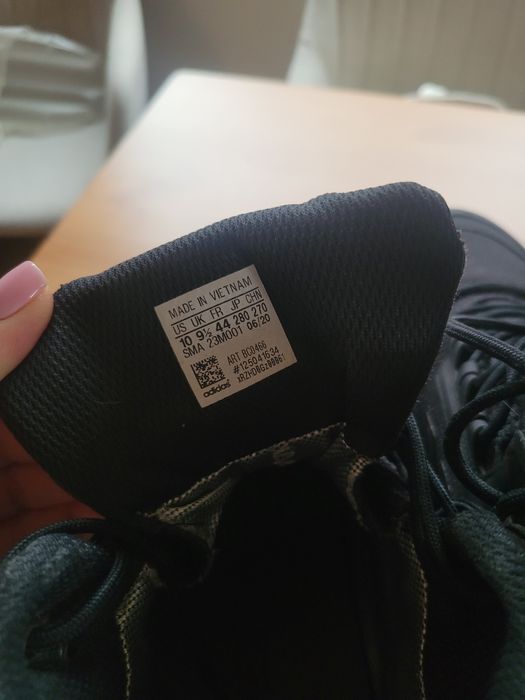 MADE IN VIETNAM
US UK FR JP CHN
10 9½ 44 280 270
SMA 23M001 06/20
ART BC0466
#125041634
adidas